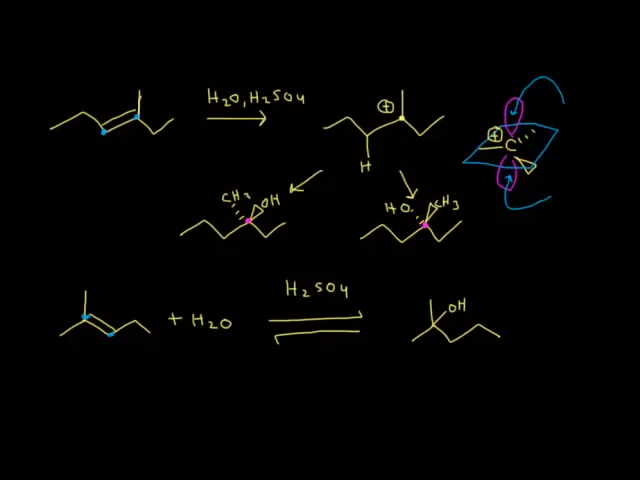 H2O, H2SO4
+
H
+
C
CH3
OH
HO
CH3
+ H2O
H2SO4
OH